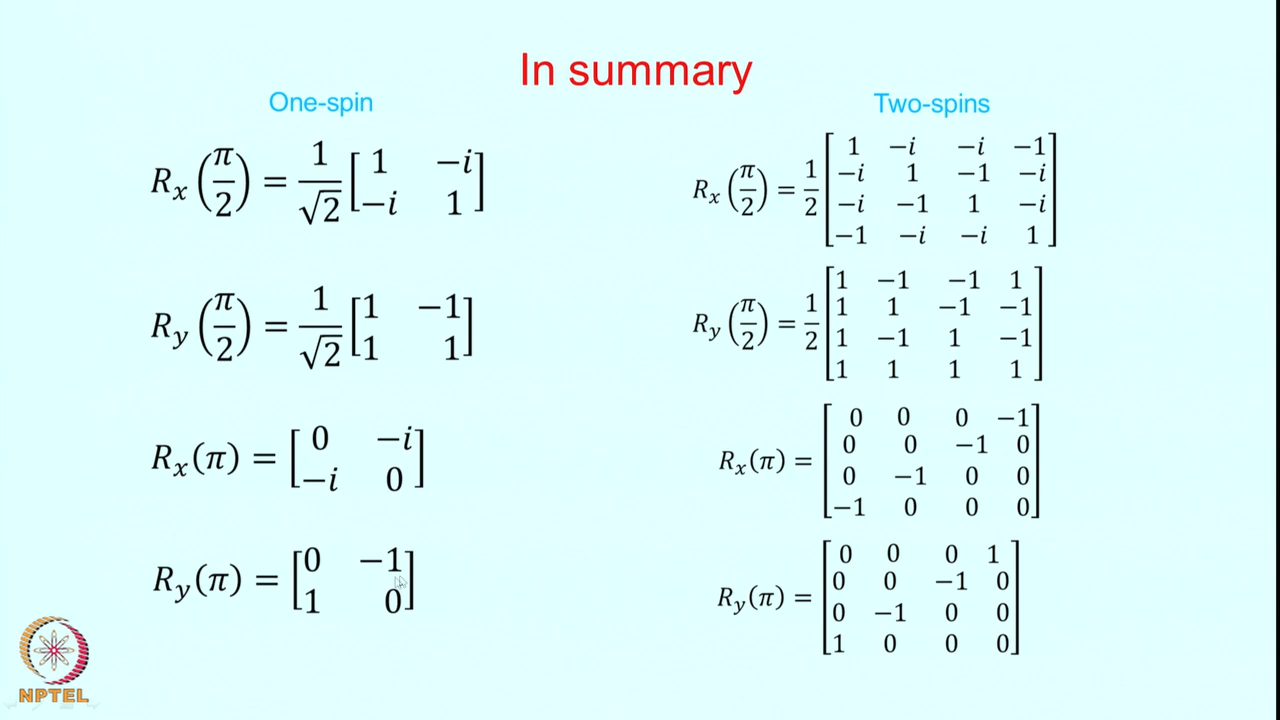 In summary
One-spin
R_x(π/2) = 1/√2 [1 −i; −i 1]
R_y(π/2) = 1/√2 [1 −1; 1 1]
R_x(π) = [0 −i; −i 0]
R_y(π) = [0 −1; 1 0]
Two-spins
R_x(π/2) = 1/2 [1 −i −i −1; −i 1 −1 −i; −i −1 1 −i; −1 −i −i 1]
R_y(π/2) = 1/2 [1 −1 −1 1; 1 1 −1 −1; 1 −1 1 −1; 1 1 1 1]
R_x(π) = [0 0 0 −1; 0 0 −1 0; 0 −1 0 0; −1 0 0 0]
R_y(π) = [0 0 0 1; 0 0 −1 0; 0 −1 0 0; 1 0 0 0]
NPTEL